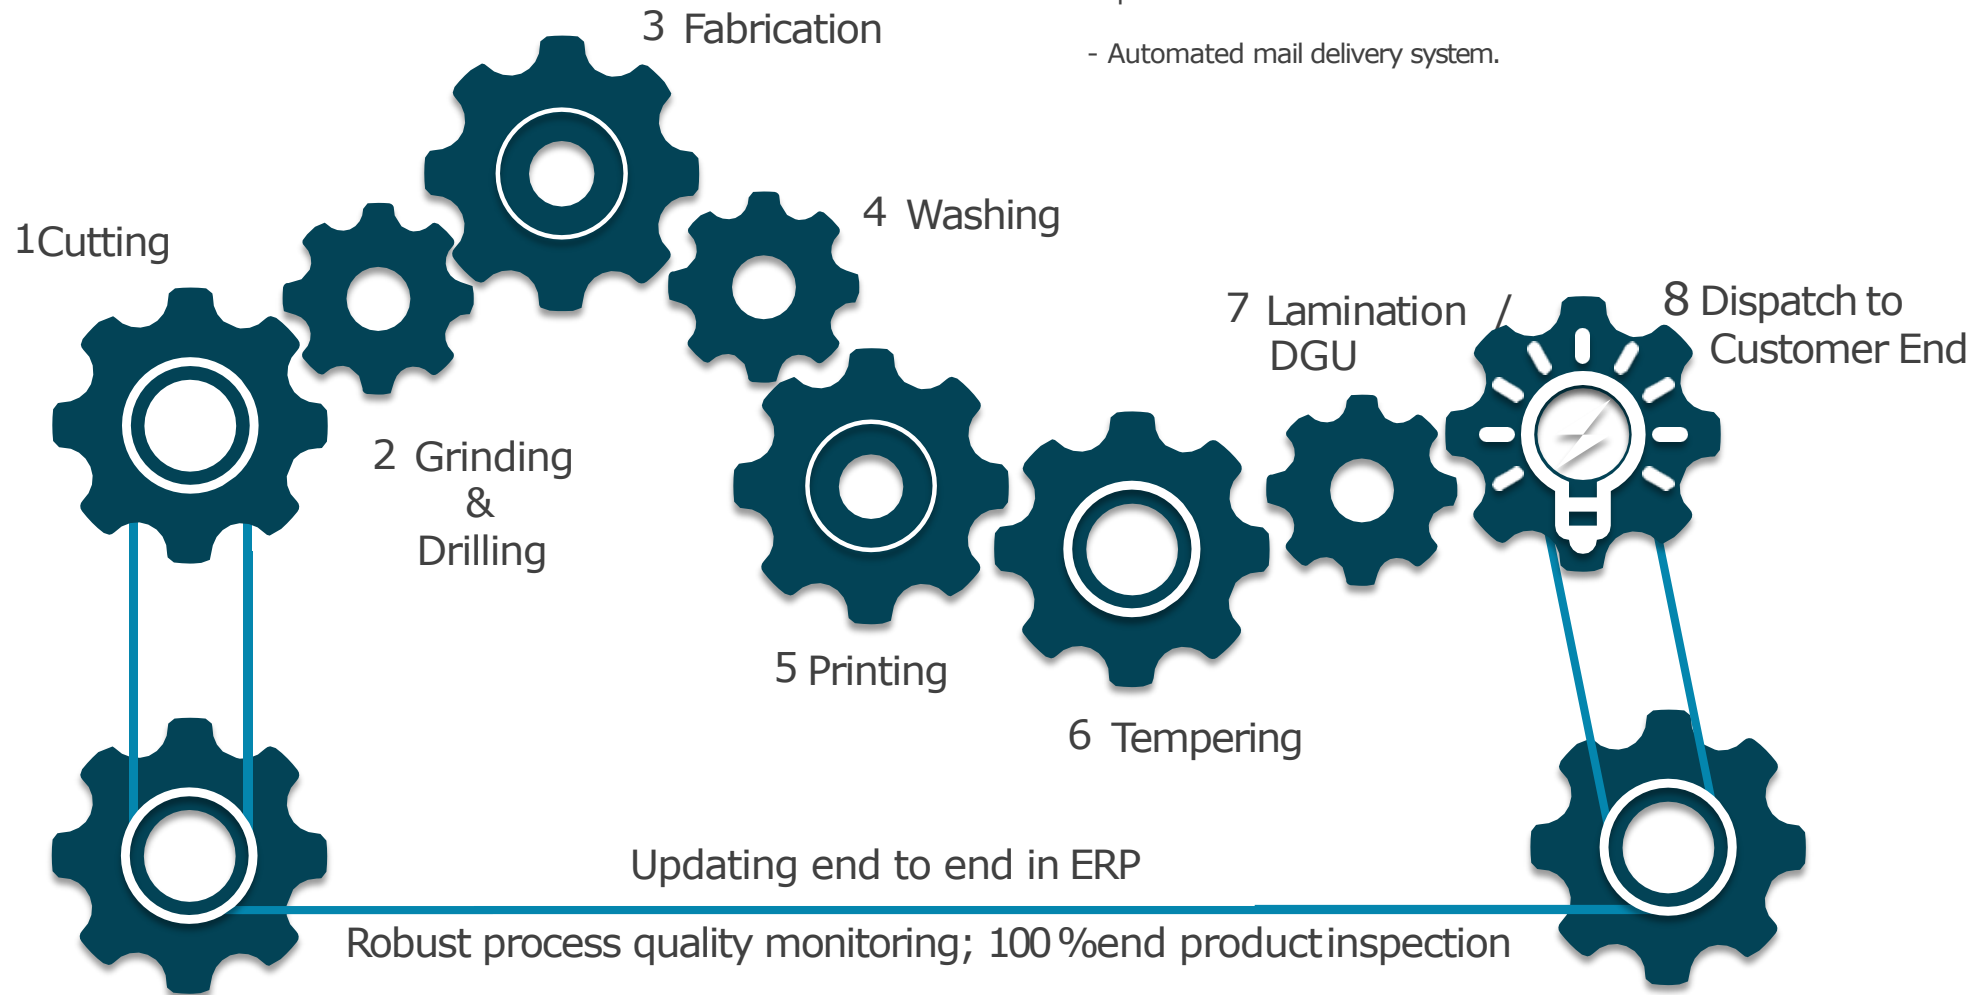 3 Fabrication
- Automated mail delivery system.
4 Washing
1Cutting
7 Lamination /
DGU
8 Dispatch to
Customer End
2 Grinding
&
Drilling
5 Printing
6 Tempering
Updating end to end in ERP
Robust process quality monitoring; 100 %end product inspection